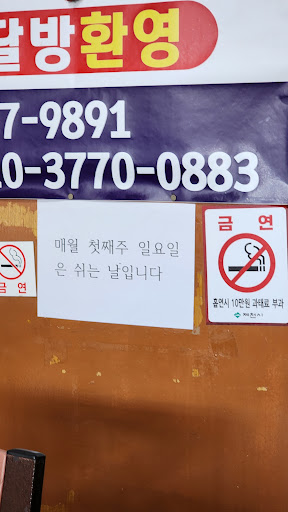 달방환영
7-9891
0-3770-0883
매월 첫째주 일요일
은 쉬는 날입니다
금연
금연
흡연시 10만원 과태료 부과